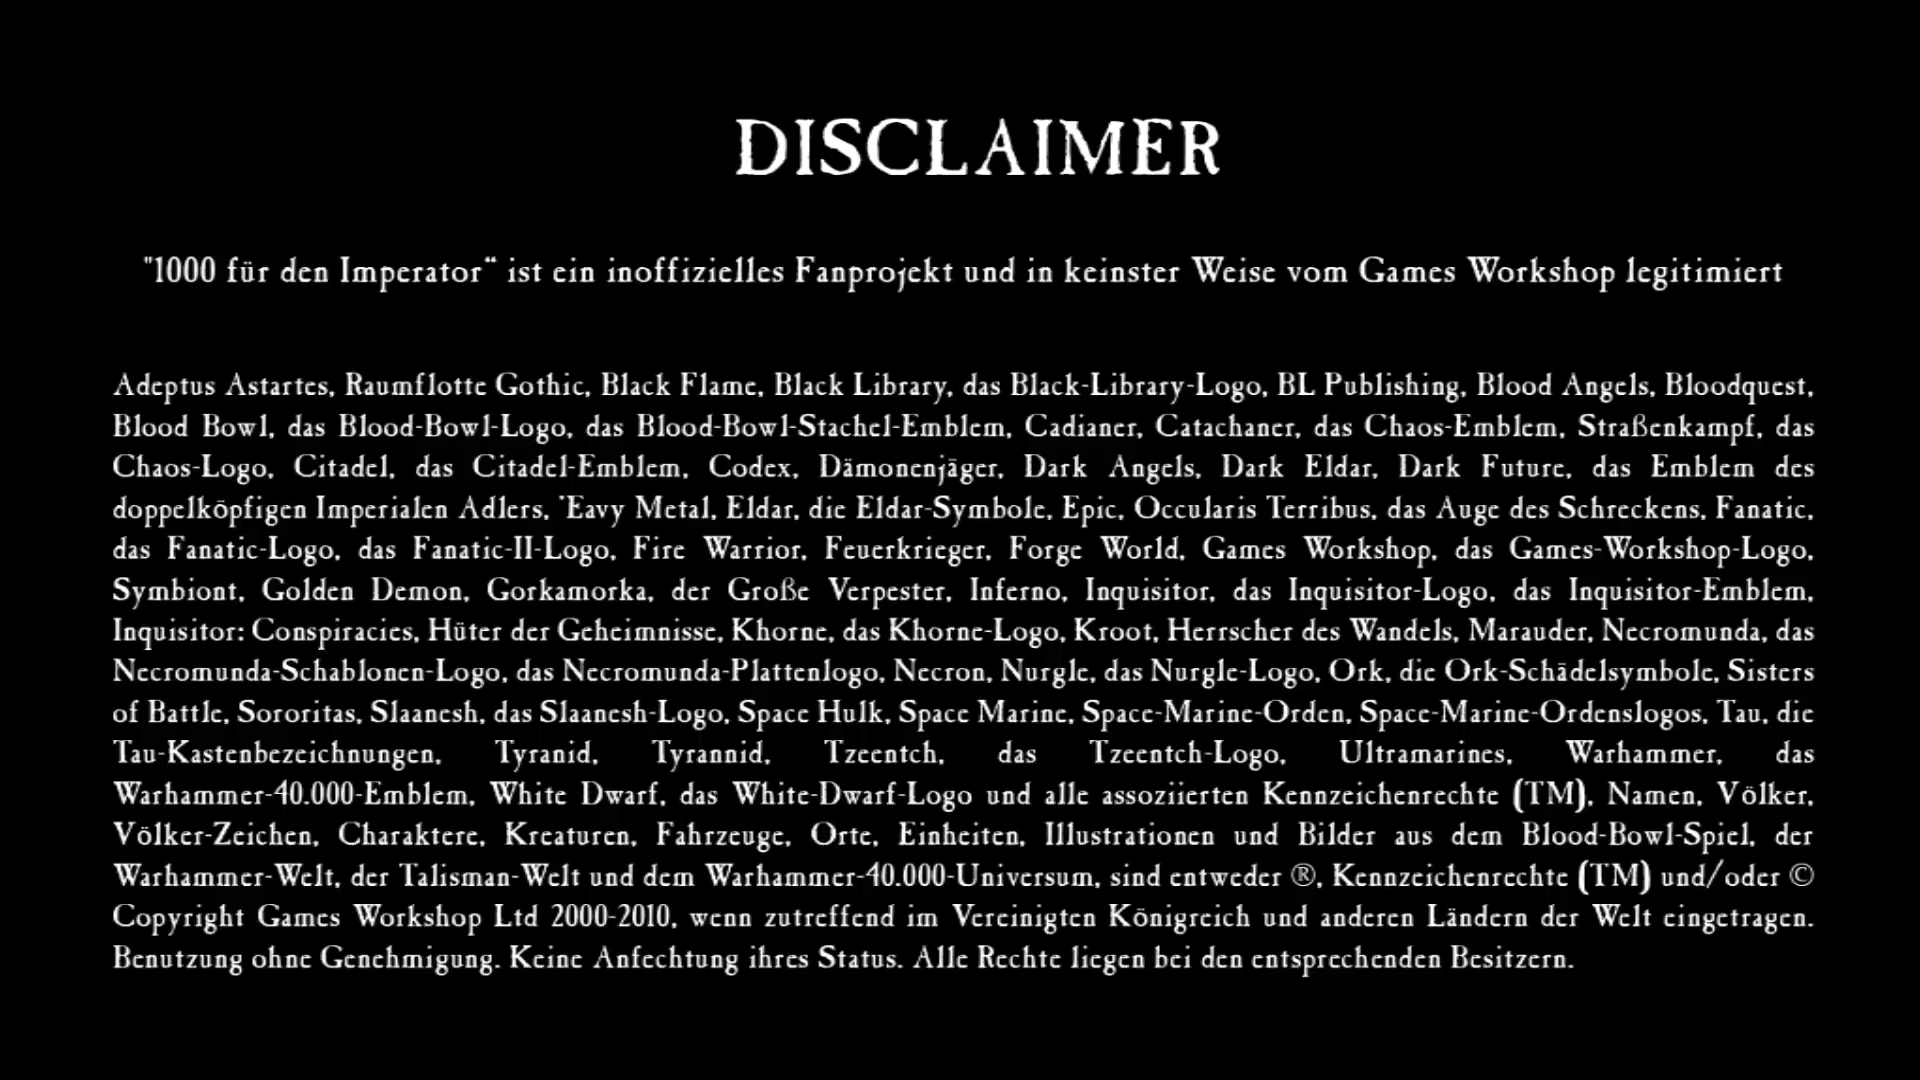 DISCLAIMER
"1000 für den Imperator“ ist ein inoffizielles Fanprojekt und in keinster Weise vom Games Workshop legitimiert
Adeptus Astartes, Raumflotte Gothic, Black Flame, Black Library, das Black-Library-Logo, BL Publishing, Blood Angels, Bloodquest,
Blood Bowl, das Blood-Bowl-Logo, das Blood-Bowl-Stachel-Emblem, Cadianer, Catachaner, das Chaos-Emblem, Straßenkampf, das
Chaos-Logo, Citadel, das Citadel-Emblem, Codex, Dämonenjäger, Dark Angels, Dark Eldar, Dark Future, das Emblem des
doppelköpfigen Imperialen Adlers, 'Eavy Metal, Eldar, die Eldar-Symbole, Epic, Occularis Terribus, das Auge des Schreckens, Fanatic,
das Fanatic-Logo, das Fanatic-II-Logo, Fire Warrior, Feuerkrieger, Forge World, Games Workshop, das Games-Workshop-Logo,
Symbiont, Golden Demon, Gorkamorka, der Große Verpester, Inferno, Inquisitor, das Inquisitor-Logo, das Inquisitor-Emblem,
Inquisitor: Conspiracies, Hüter der Geheimnisse, Khorne, das Khorne-Logo, Kroot, Herrscher des Wandels, Marauder, Necromunda, das
Necromunda-Schablonen-Logo, das Necromunda-Plattenlogo, Necron, Nurgle, das Nurgle-Logo, Ork, die Ork-Schädelsymbole, Sisters
of Battle, Sororitas, Slaanesh, das Slaanesh-Logo, Space Hulk, Space Marine, Space-Marine-Orden, Space-Marine-Ordenslogos, Tau, die
Tau-Kastenbezeichnungen, Tyranid, Tyrannid, Tzeentch, das Tzeentch-Logo, Ultramarines, Warhammer, das
Warhammer-40.000-Emblem, White Dwarf, das White-Dwarf-Logo und alle assoziierten Kennzeichenrechte (TM), Namen, Völker,
Völker-Zeichen, Charaktere, Kreaturen, Fahrzeuge, Orte, Einheiten, Illustrationen und Bilder aus dem Blood-Bowl-Spiel, der
Warhammer-Welt, der Talisman-Welt und dem Warhammer-40.000-Universum, sind entweder ®, Kennzeichenrechte (TM) und/oder ©
Copyright Games Workshop Ltd 2000-2010, wenn zutreffend im Vereinigten Königreich und anderen Ländern der Welt eingetragen.
Benutzung ohne Genehmigung. Keine Anfechtung ihres Status. Alle Rechte liegen bei den entsprechenden Besitzern.